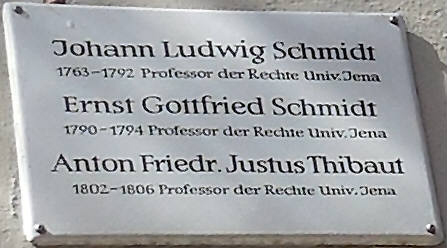 Johann Ludwig Schmidt
1763–1792 Professor der Rechte Univ. Jena
Ernst Gottfried Schmidt
1790–1794 Professor der Rechte Univ. Jena
Anton Friedr. Justus Thibaut
1802–1806 Professor der Rechte Univ. Jena